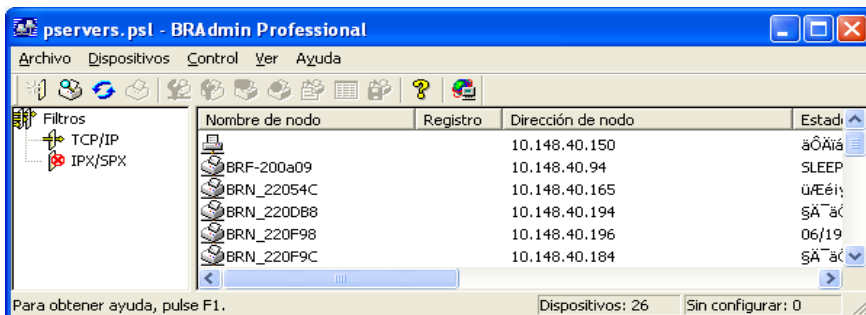 pservers.psl - BRAdmin Professional
Archivo Dispositivos Control Ver Ayuda
Filtros
TCP/IP
IPX/SPX
Nombre de nodo Registro Dirección de nodo Estad
10.148.40.150 äÔÄïá
BRF-200a09 10.148.40.94 SLEEP
BRN_22054C 10.148.40.165
BRN_220DB8 10.148.40.194
BRN_220F98 10.148.40.196 06/19
BRN_220F9C 10.148.40.184
Para obtener ayuda, pulse F1. Dispositivos: 26 Sin configurar: 0